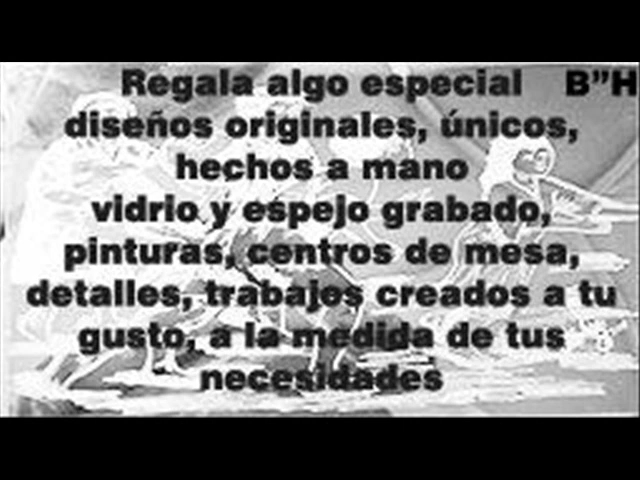 Regala algo especial B”H
diseños originales, únicos,
hechos a mano
vidrio y espejo grabado,
pinturas, centros de mesa,
detalles, trabajos creados a tu
gusto, a la medida de tus
necesidades